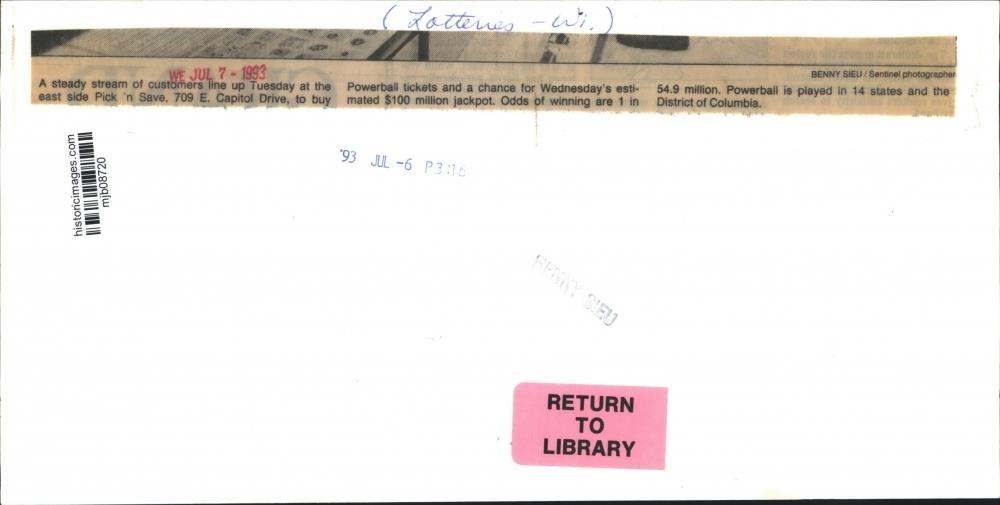 (Lotteries - Wi.)
BENNY SIEU / Sentinel photographer
WE JUL 7 - 1993
A steady stream of customers line up Tuesday at the
east side Pick 'n Save, 709 E. Capitol Drive, to buy
Powerball tickets and a chance for Wednesday's esti-
mated $100 million jackpot. Odds of winning are 1 in
54.9 million. Powerball is played in 14 states and the
District of Columbia.
historicimages.com
mjb08720
'93 JUL -6 P3:16
BENNY SIEU
RETURN
TO
LIBRARY